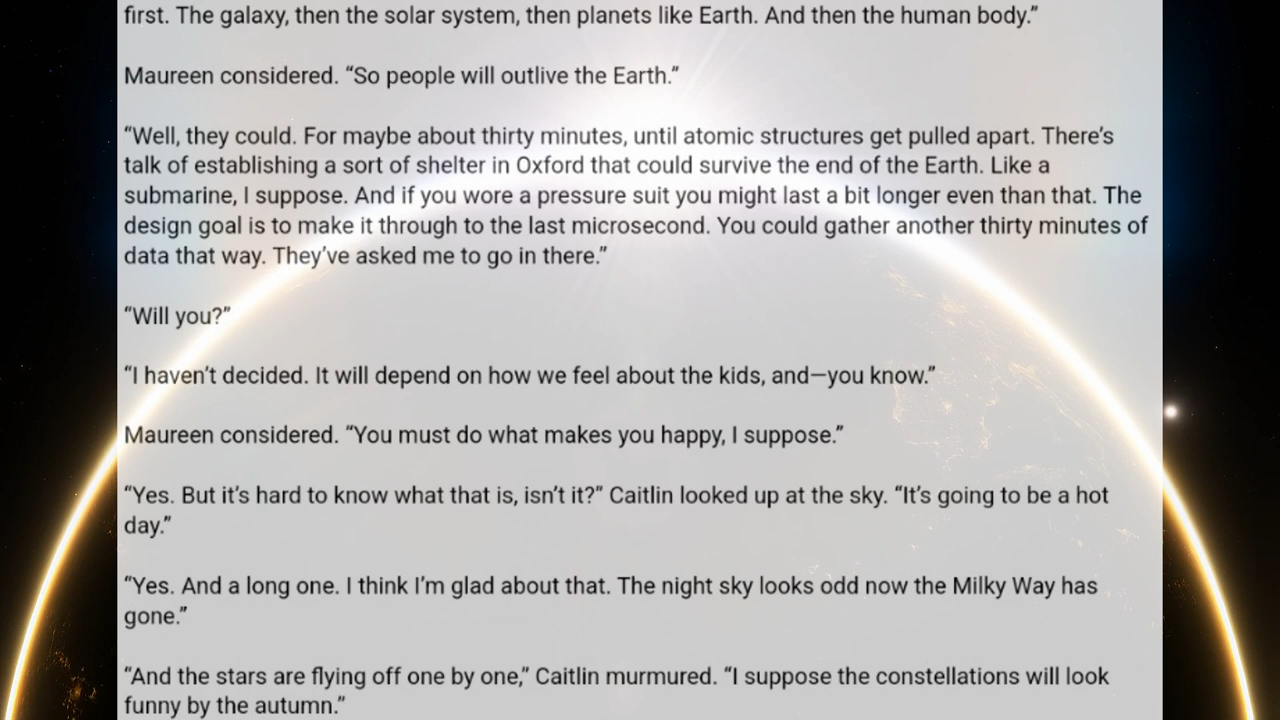 first. The galaxy, then the solar system, then planets like Earth. And then the human body.”
Maureen considered. “So people will outlive the Earth.”
“Well, they could. For maybe about thirty minutes, until atomic structures get pulled apart. There’s
talk of establishing a sort of shelter in Oxford that could survive the end of the Earth. Like a
submarine, I suppose. And if you wore a pressure suit you might last a bit longer even than that. The
design goal is to make it through to the last microsecond. You could gather another thirty minutes of
data that way. They’ve asked me to go in there.”
“Will you?”
“I haven’t decided. It will depend on how we feel about the kids, and—you know.”
Maureen considered. “You must do what makes you happy, I suppose.”
“Yes. But it’s hard to know what that is, isn’t it?” Caitlin looked up at the sky. “It’s going to be a hot
day.”
“Yes. And a long one. I think I’m glad about that. The night sky looks odd now the Milky Way has
gone.”
“And the stars are flying off one by one,” Caitlin murmured. “I suppose the constellations will look
funny by the autumn.”